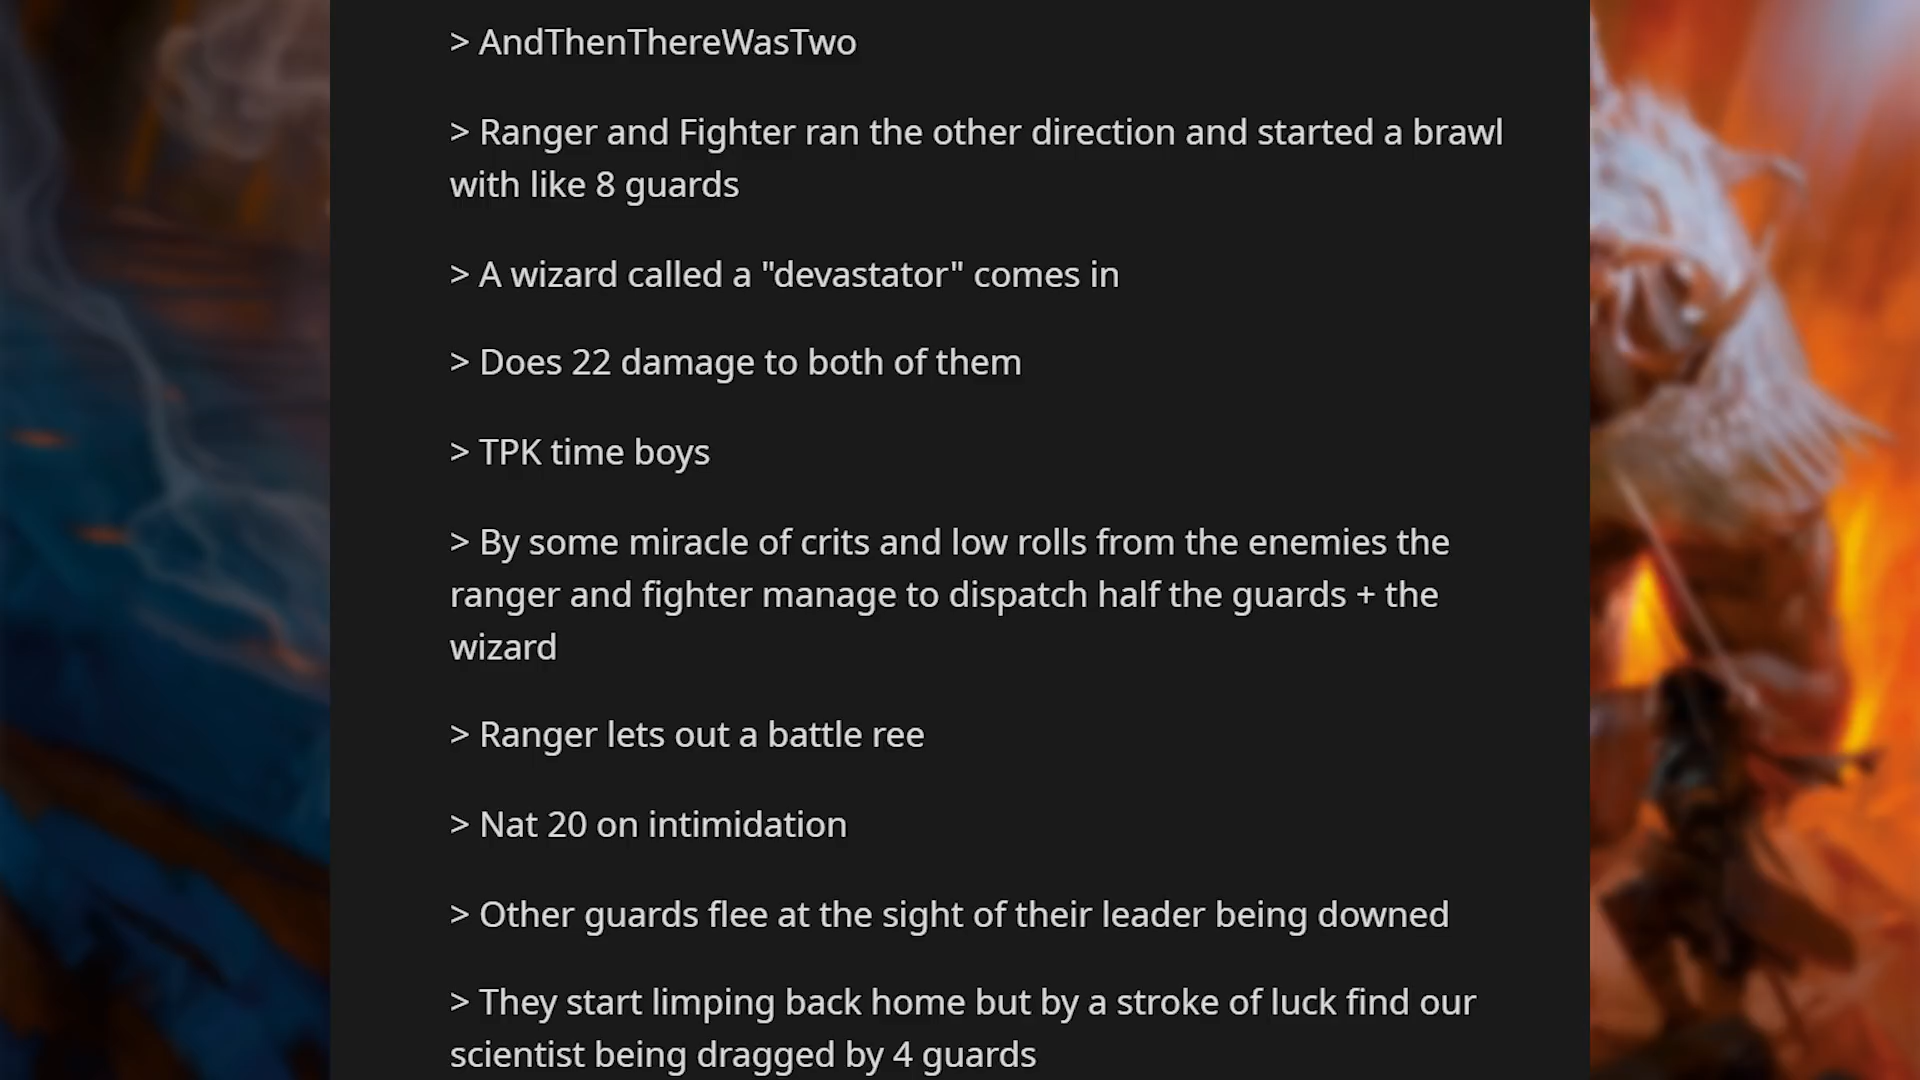 > AndThenThereWasTwo
> Ranger and Fighter ran the other direction and started a brawl
with like 8 guards
> A wizard called a "devastator" comes in
> Does 22 damage to both of them
> TPK time boys
> By some miracle of crits and low rolls from the enemies the
ranger and fighter manage to dispatch half the guards + the
wizard
> Ranger lets out a battle ree
> Nat 20 on intimidation
> Other guards flee at the sight of their leader being downed
> They start limping back home but by a stroke of luck find our
scientist being dragged by 4 guards